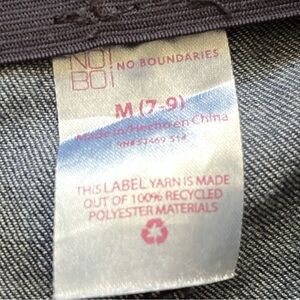 NO!
BO!
NO BOUNDARIES
M (7-9)
Made in/Hecho en China
THIS LABEL YARN IS MADE
OUT OF 100% RECYCLED
POLYESTER MATERIALS